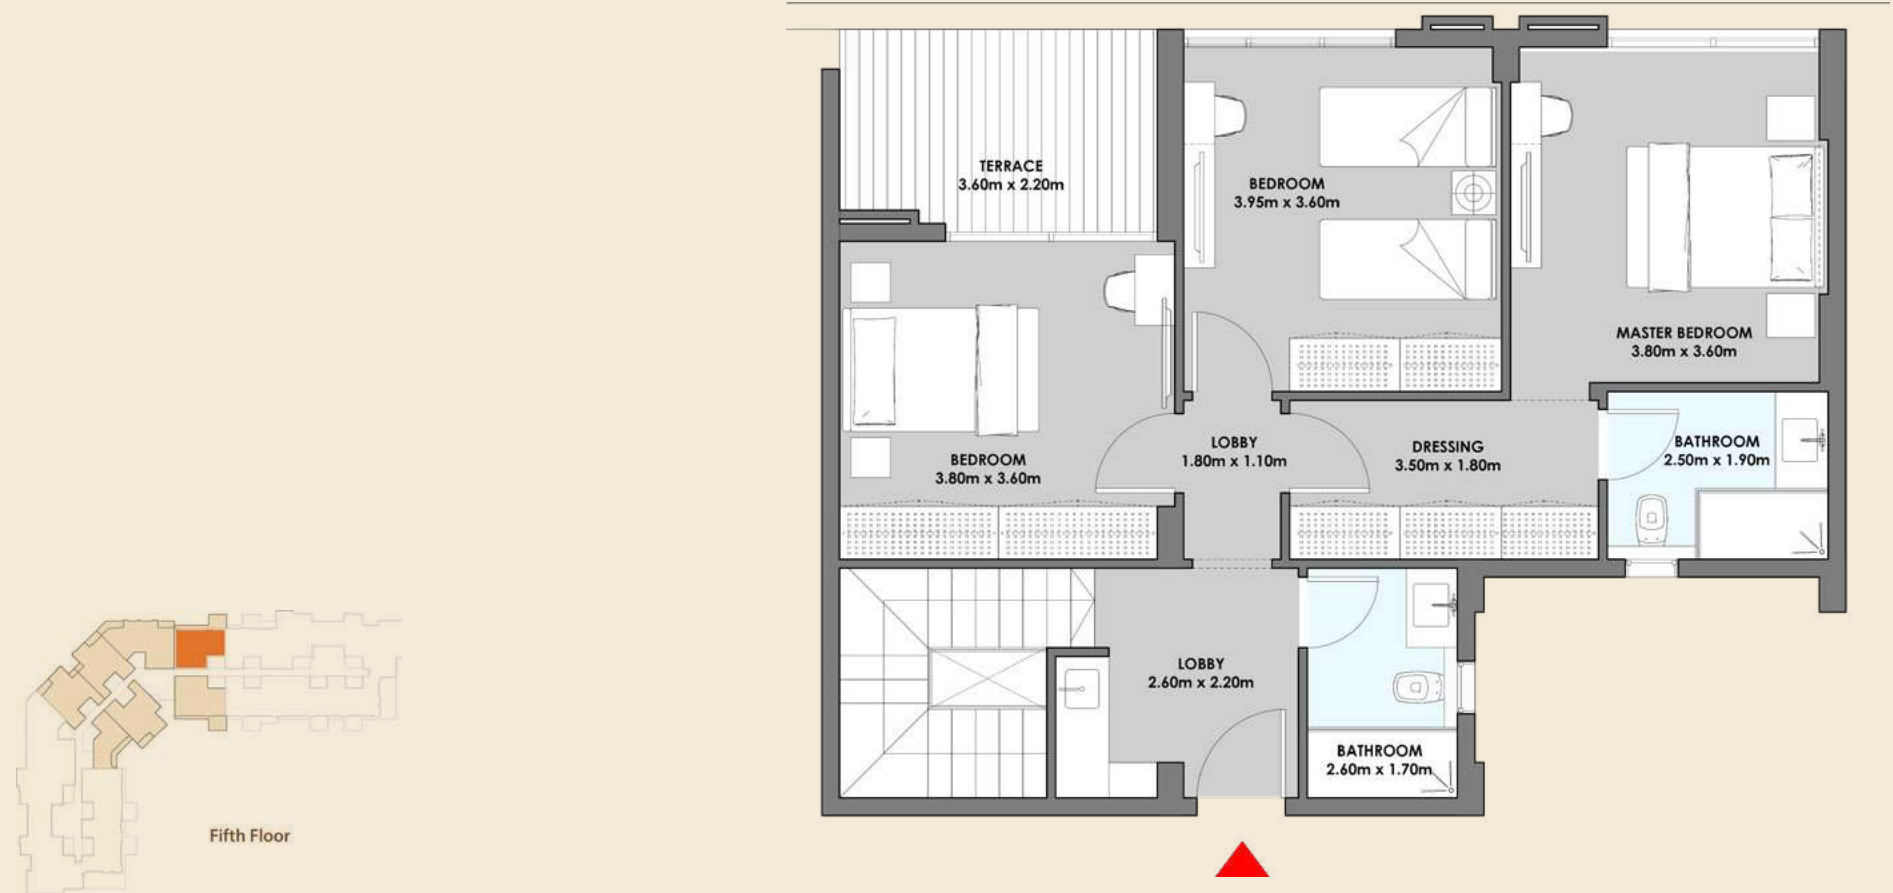 TERRACE
3.60m x 2.20m
BEDROOM
3.95m x 3.60m
MASTER BEDROOM
3.80m x 3.60m
BEDROOM
3.80m x 3.60m
LOBBY
1.80m x 1.10m
DRESSING
3.50m x 1.80m
BATHROOM
2.50m x 1.90m
LOBBY
2.60m x 2.20m
BATHROOM
2.60m x 1.70m
Fifth Floor